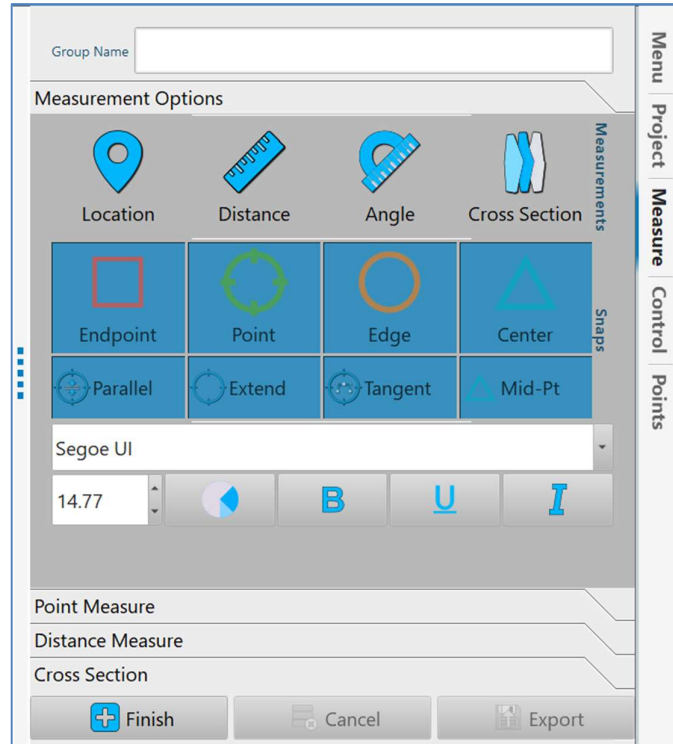 Group Name
Measurement Options
Location Distance Angle Cross Section
Measurements
Endpoint Point Edge Center
Snaps
Parallel Extend Tangent Mid-Pt
Segoe UI
14.77 B U I
Point Measure
Distance Measure
Cross Section
Finish Cancel Export
Menu
Project
Measure
Control
Points